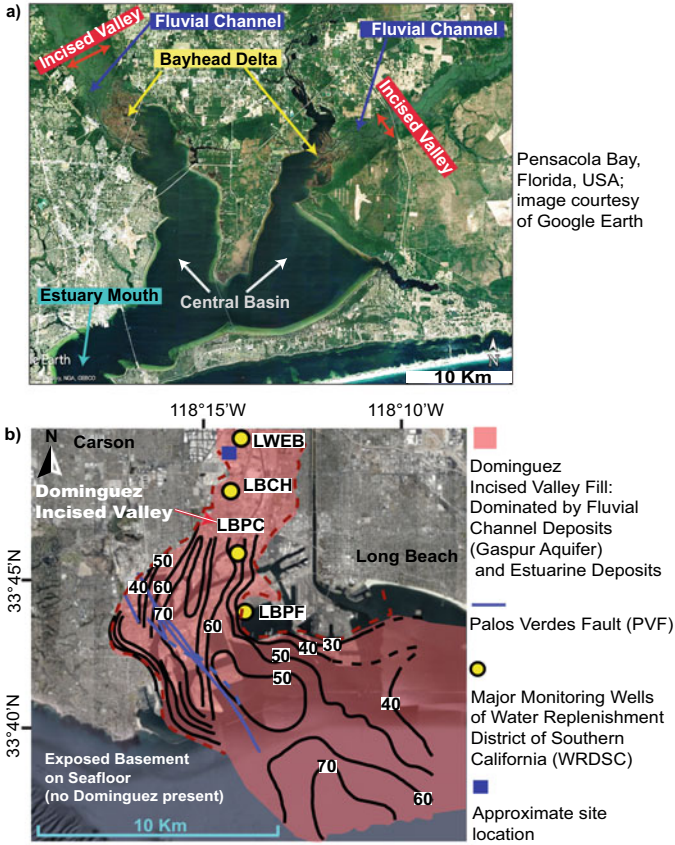 a)
Incised Valley
Fluvial Channel
Fluvial Channel
Bayhead Delta
Incised Valley
Pensacola Bay,
Florida, USA;
image courtesy
of Google Earth
Estuary Mouth
Central Basin
Earth
NOAA, GEBCO
N
10 Km
118°15'W
118°10'W
b)
N
Carson
LWEB
LBCH
Dominguez
Incised Valley
LBPC
Long Beach
LBPF
33°45'N
33°40'N
50
40
60
70
60
50
40
30
50
40
70
60
Exposed Basement
on Seafloor
(no Dominguez present)
10 Km
Dominguez
Incised Valley Fill:
Dominated by Fluvial
Channel Deposits
(Gaspur Aquifer)
and Estuarine Deposits
Palos Verdes Fault (PVF)
Major Monitoring Wells
of Water Replenishment
District of Southern
California (WRDSC)
Approximate site
location